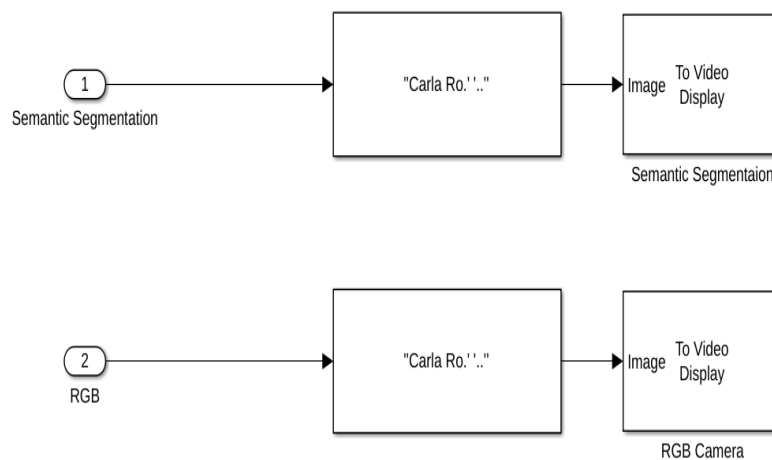 1
Semantic Segmentation
"Carla Ro.' '.."
Image
To Video
Display
Semantic Segmentaion
2
RGB
"Carla Ro.' '.."
Image
To Video
Display
RGB Camera